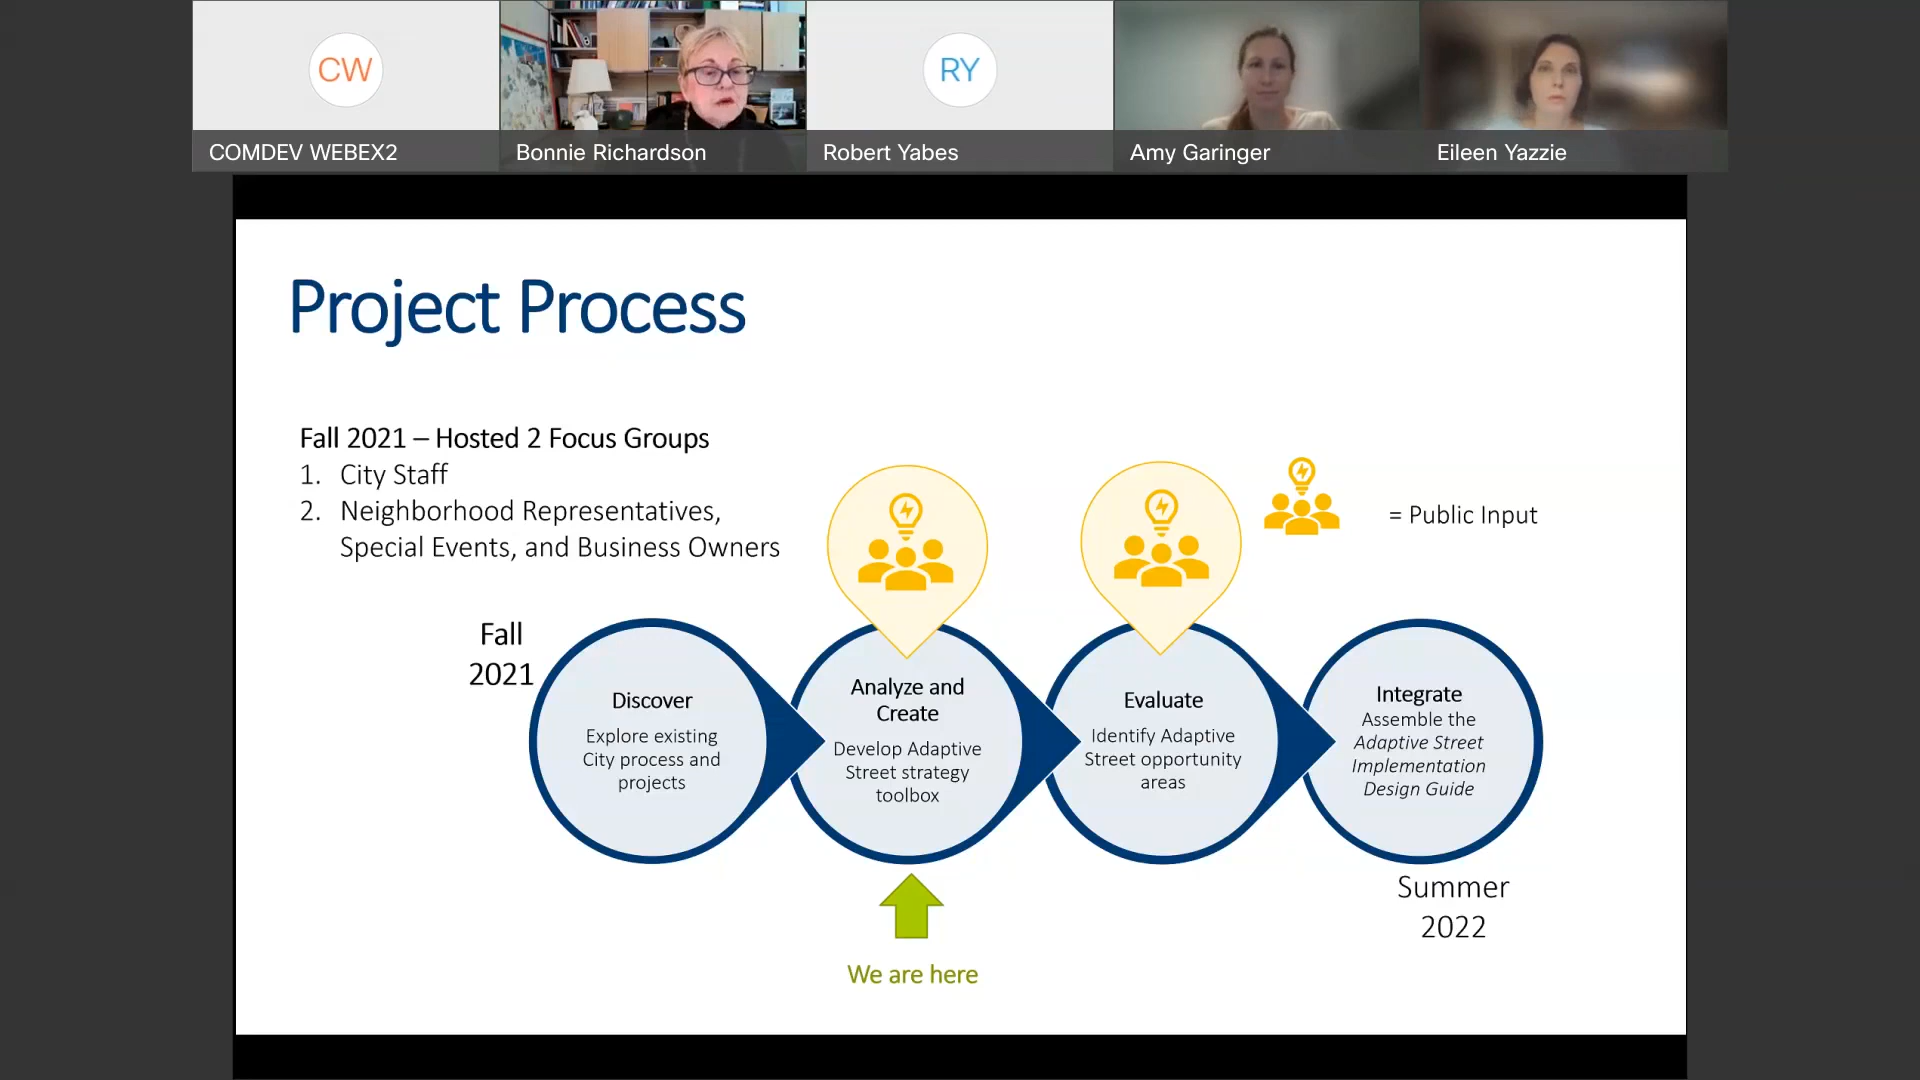 CW
RY
COMDEV WEBEX2
Bonnie Richardson
Robert Yabes
Amy Garinger
Eileen Yazzie
Project Process
Fall 2021 – Hosted 2 Focus Groups
1. City Staff
2. Neighborhood Representatives,
Special Events, and Business Owners
= Public Input
Fall
2021
Discover
Explore existing
City process and
projects
Analyze and
Create
Develop Adaptive
Street strategy
toolbox
Evaluate
Identify Adaptive
Street opportunity
areas
Integrate
Assemble the
Adaptive Street
Implementation
Design Guide
Summer
2022
We are here